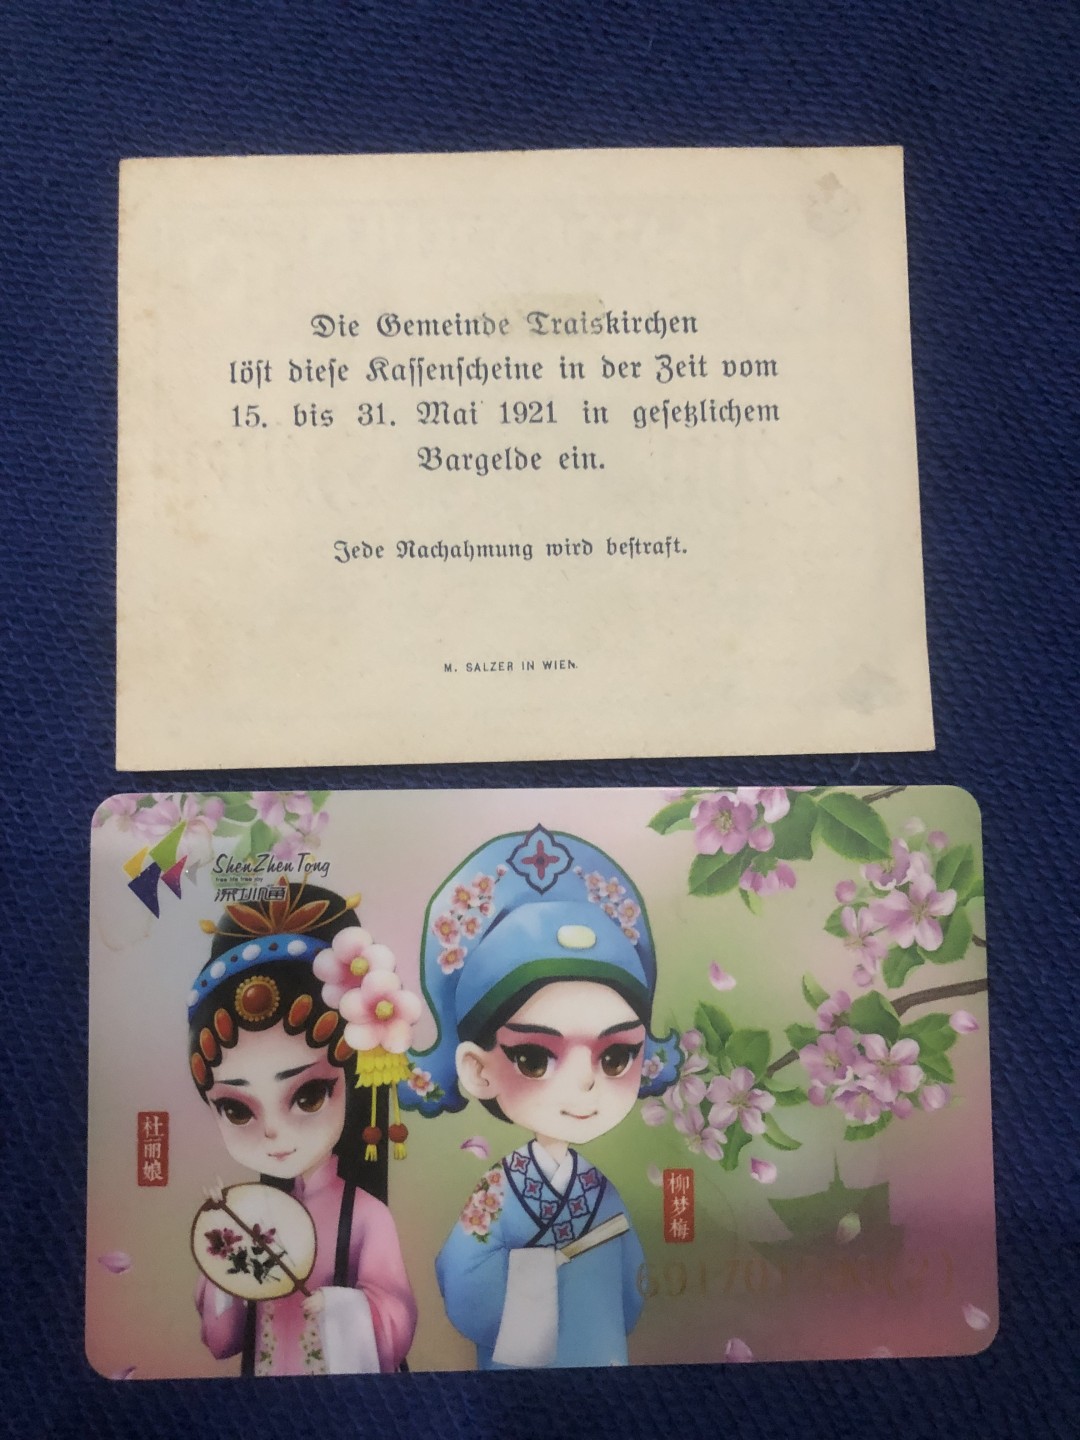 Die Gemeinde Traiskirchen
löſt dieſe Kaſſenſcheine in der Zeit vom
15. bis 31. Mai 1921 in geſetzlichem
Bargelde ein.
Jede Nachahmung wird beſtraft.
M. SALZER IN WIEN.
ShenZhen Tong
深圳通
杜丽娘
柳梦梅